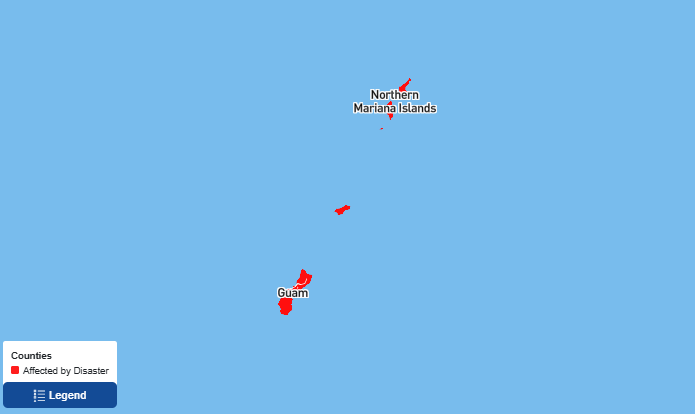 Northern
Mariana Islands
Guam
Counties
Affected by Disaster
Legend